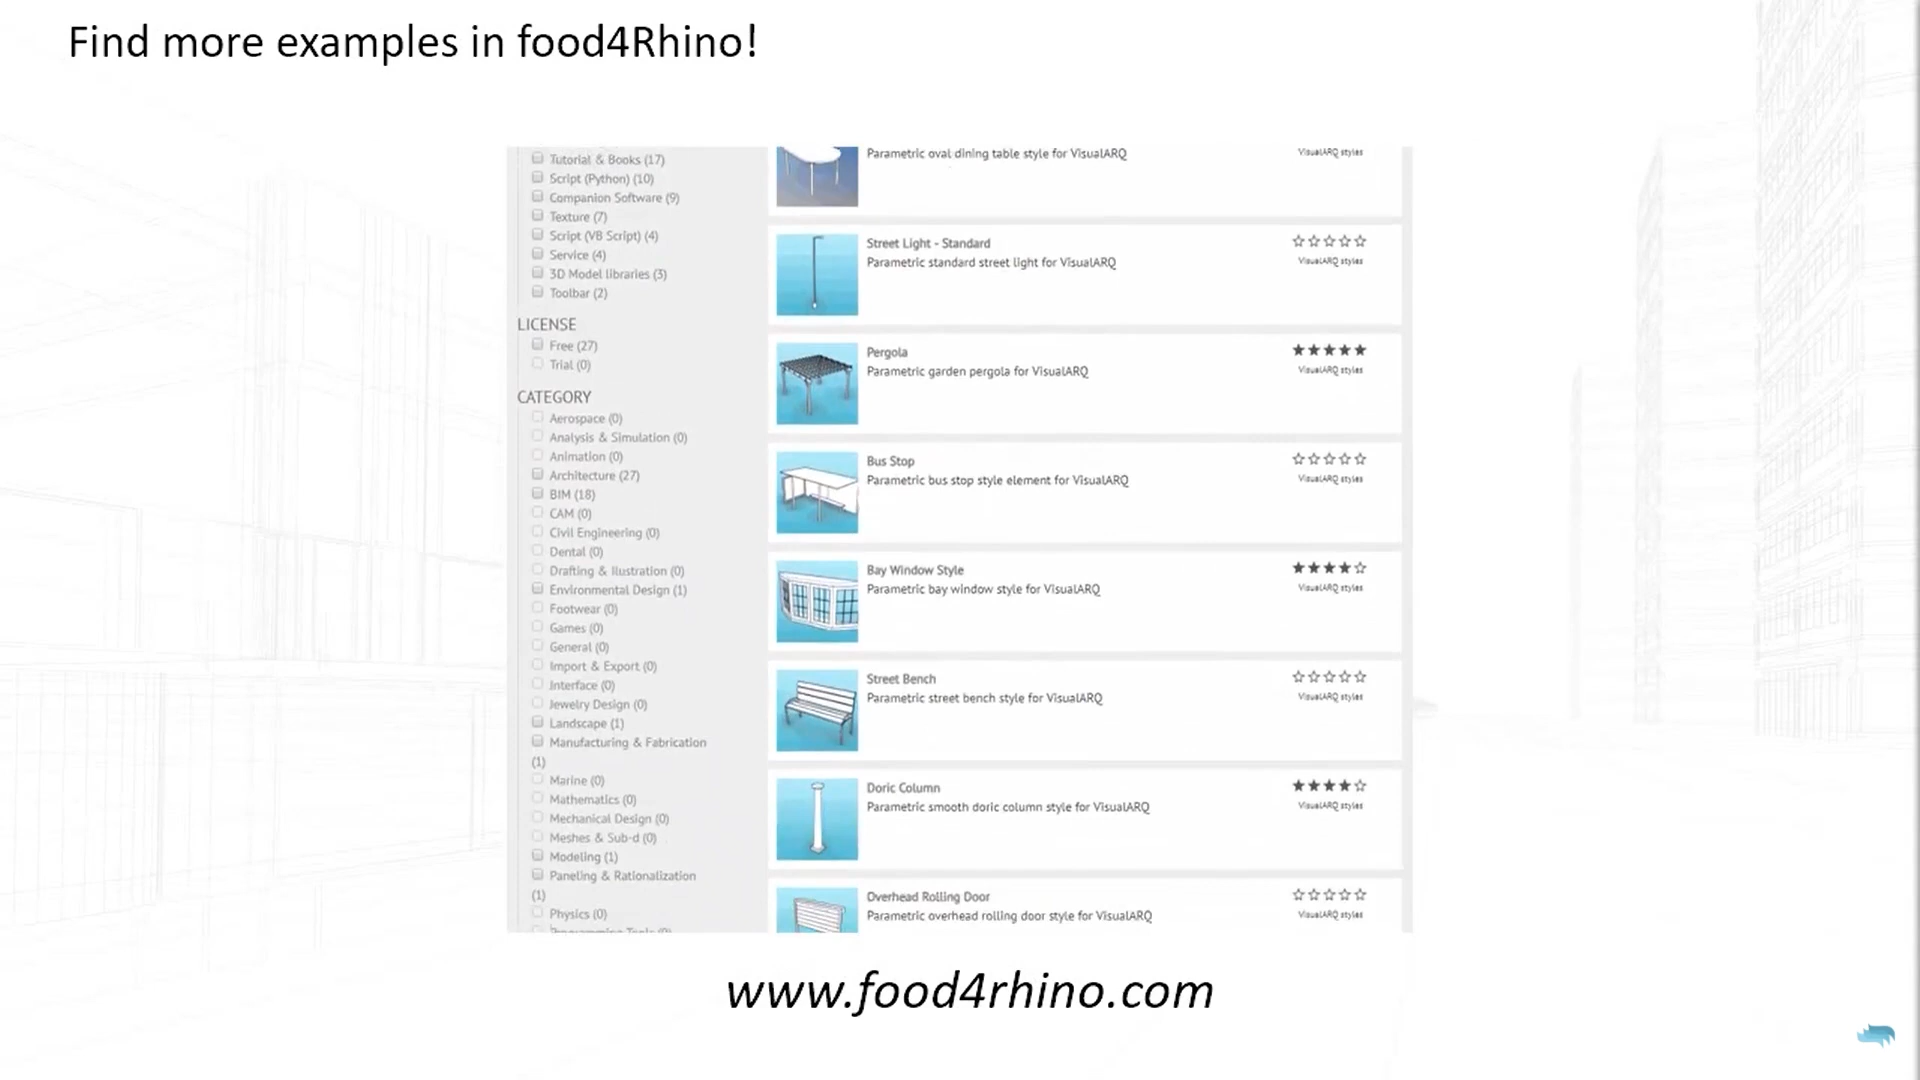 Find more examples in food4Rhino!
Tutorial & Books (17)
Script (Python) (10)
Companion Software (9)
Texture (7)
Script (VB Script) (4)
Service (4)
3D Model libraries (3)
Toolbar (2)
LICENSE
Free (27)
Trial (0)
CATEGORY
Aerospace (0)
Analysis & Simulation (0)
Animation (0)
Architecture (27)
BIM (18)
CAM (0)
Civil Engineering (0)
Dental (0)
Drafting & Ilustration (0)
Environmental Design (1)
Footwear (0)
Games (0)
General (0)
Import & Export (0)
Interface (0)
Jewelry Design (0)
Landscape (1)
Manufacturing & Fabrication
(1)
Marine (0)
Mathematics (0)
Mechanical Design (0)
Meshes & Sub-d (0)
Modeling (1)
Paneling & Rationalization
(1)
Physics (0)
Programming Tools (0)
Parametric oval dining table style for VisualARQ
VisualARQ styles
Street Light - Standard
Parametric standard street light for VisualARQ
VisualARQ styles
Pergola
Parametric garden pergola for VisualARQ
VisualARQ styles
Bus Stop
Parametric bus stop style element for VisualARQ
VisualARQ styles
Bay Window Style
Parametric bay window style for VisualARQ
VisualARQ styles
Street Bench
Parametric street bench style for VisualARQ
VisualARQ styles
Doric Column
Parametric smooth doric column style for VisualARQ
VisualARQ styles
Overhead Rolling Door
Parametric overhead rolling door style for VisualARQ
VisualARQ styles
www.food4rhino.com